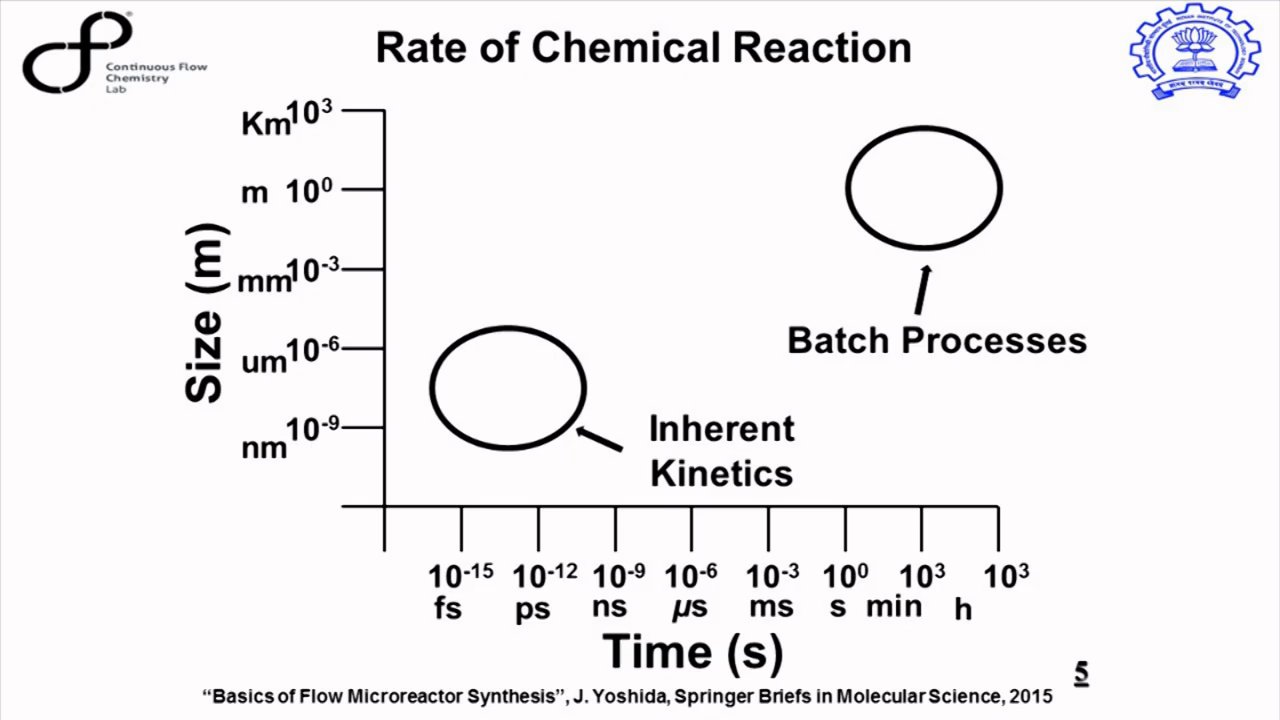 Continuous Flow
Chemistry
Lab
Rate of Chemical Reaction
Size (m)
Km 10³
m 10⁰
mm 10⁻³
um 10⁻⁶
nm 10⁻⁹
Batch Processes
Inherent
Kinetics
10⁻¹⁵ 10⁻¹² 10⁻⁹ 10⁻⁶ 10⁻³ 10⁰ 10³ 10³
fs ps ns µs ms s min h
Time (s)
5
“Basics of Flow Microreactor Synthesis”, J. Yoshida, Springer Briefs in Molecular Science, 2015